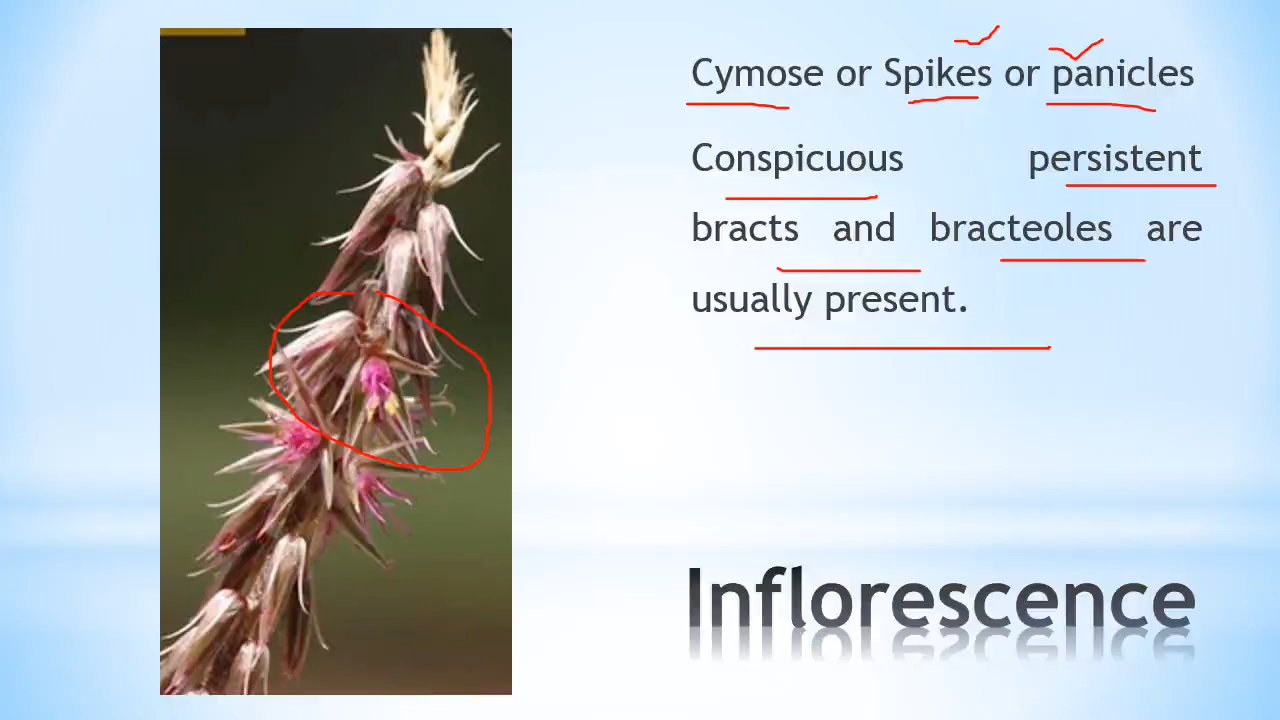 Cymose or Spikes or panicles
Conspicuous persistent
bracts and bracteoles are
usually present.
Inflorescence